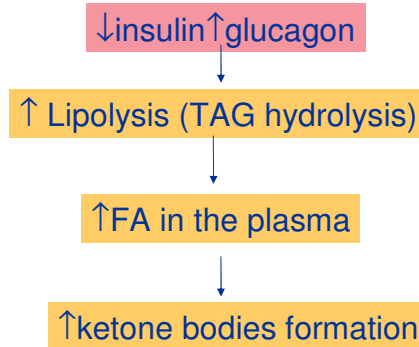 ↓insulin↑glucagon
↑ Lipolysis (TAG hydrolysis)
↑FA in the plasma
↑ketone bodies formation